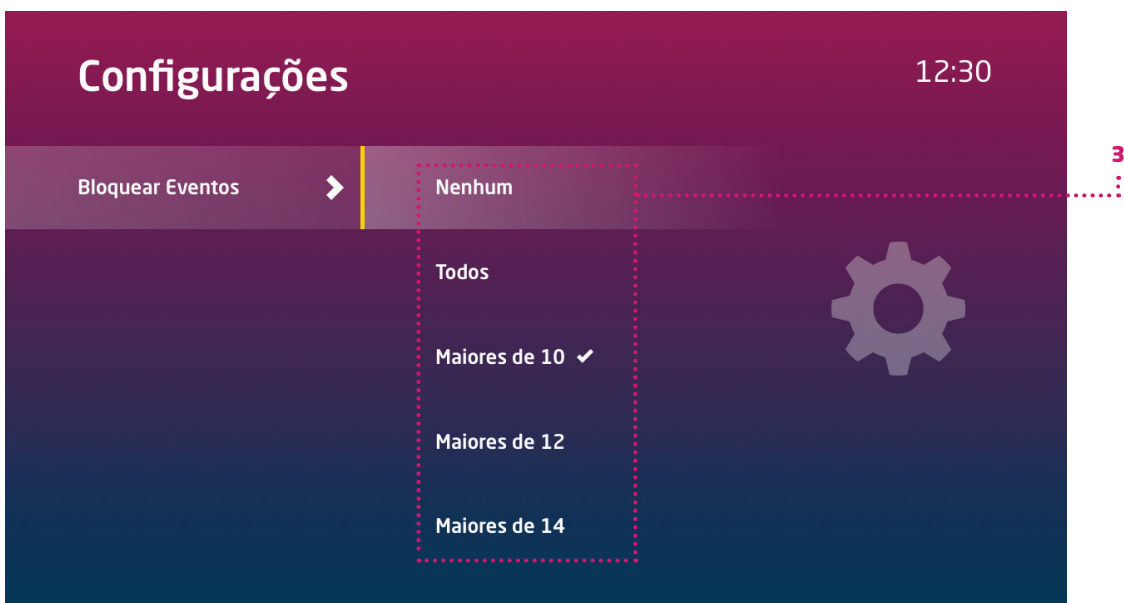 Configurações
12:30
3
Bloquear Eventos
Nenhum
Todos
Maiores de 10
Maiores de 12
Maiores de 14